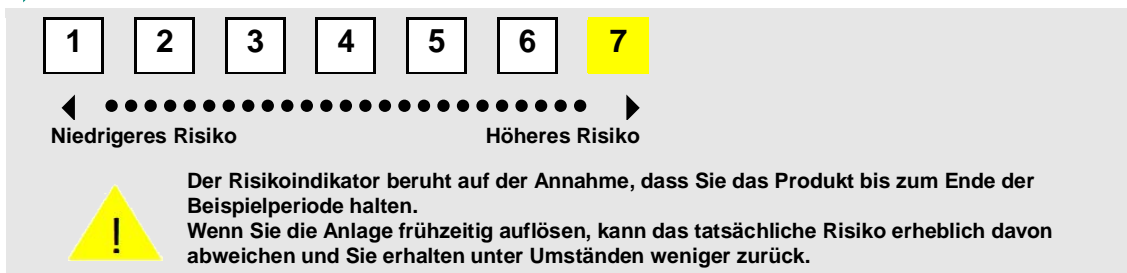 1 2 3 4 5 6 7
Niedrigeres Risiko Höheres Risiko
Der Risikoindikator beruht auf der Annahme, dass Sie das Produkt bis zum Ende der
Beispielperiode halten.
Wenn Sie die Anlage frühzeitig auflösen, kann das tatsächliche Risiko erheblich davon
abweichen und Sie erhalten unter Umständen weniger zurück.
!